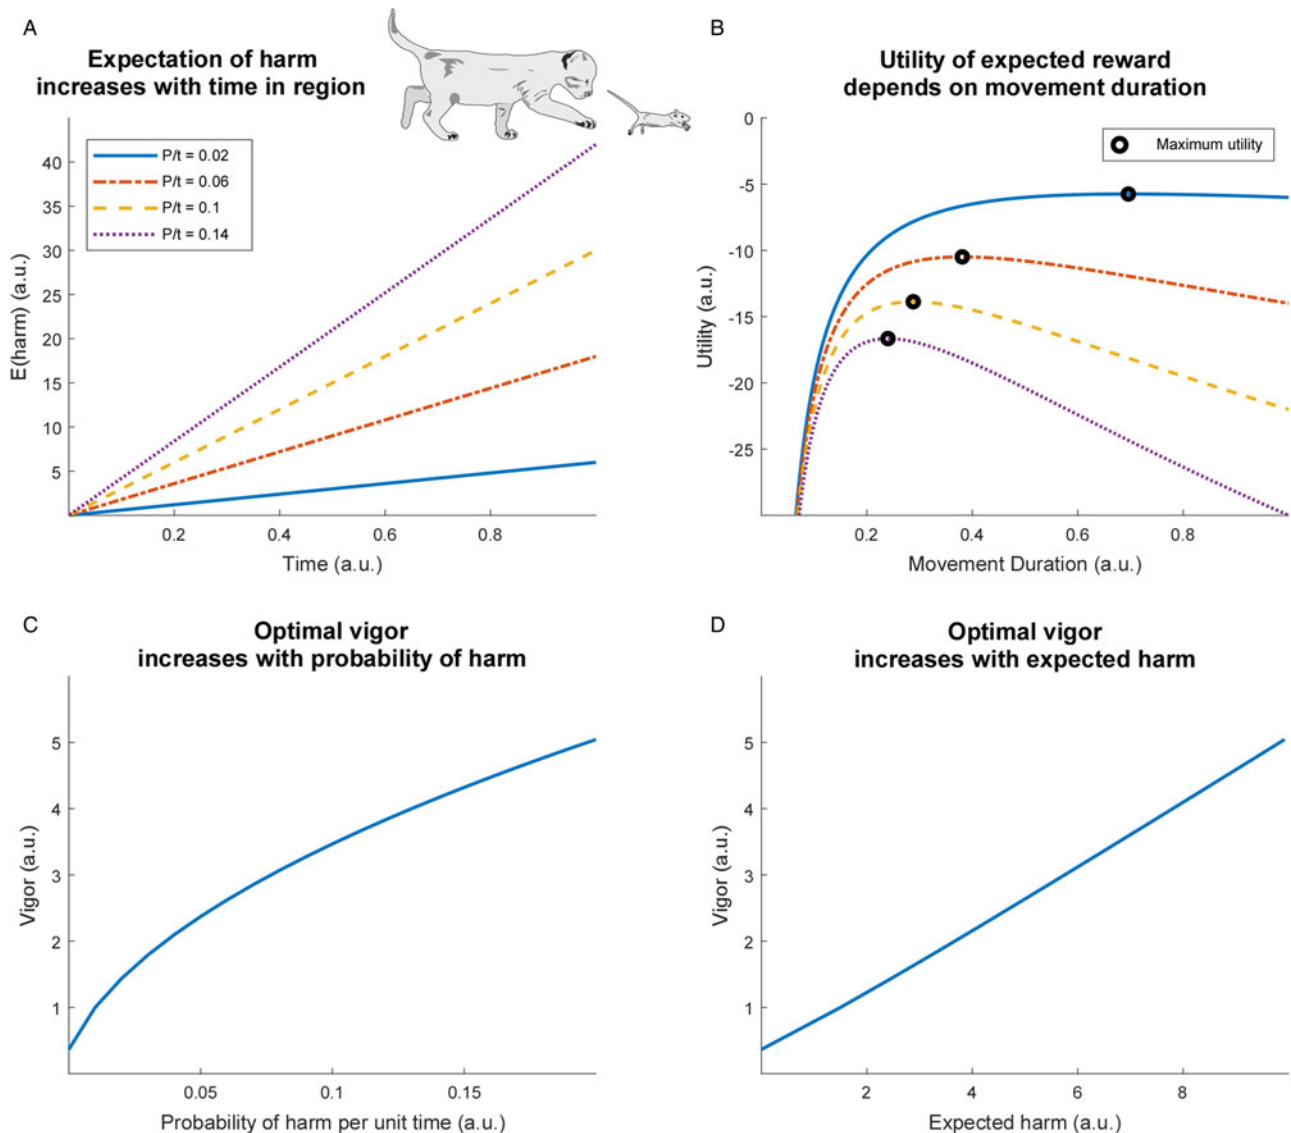 A
Expectation of harm
increases with time in region
P/t = 0.02
P/t = 0.06
P/t = 0.1
P/t = 0.14
40
35
30
25
20
15
10
5
E(harm) (a.u.)
0.2 0.4 0.6 0.8
Time (a.u.)
B
Utility of expected reward
depends on movement duration
Maximum utility
0
-5
-10
-15
-20
-25
Utility (a.u.)
0.2 0.4 0.6 0.8
Movement Duration (a.u.)
C
Optimal vigor
increases with probability of harm
5
4
3
2
1
Vigor (a.u.)
0.05 0.1 0.15
Probability of harm per unit time (a.u.)
D
Optimal vigor
increases with expected harm
5
4
3
2
1
Vigor (a.u.)
2 4 6 8
Expected harm (a.u.)